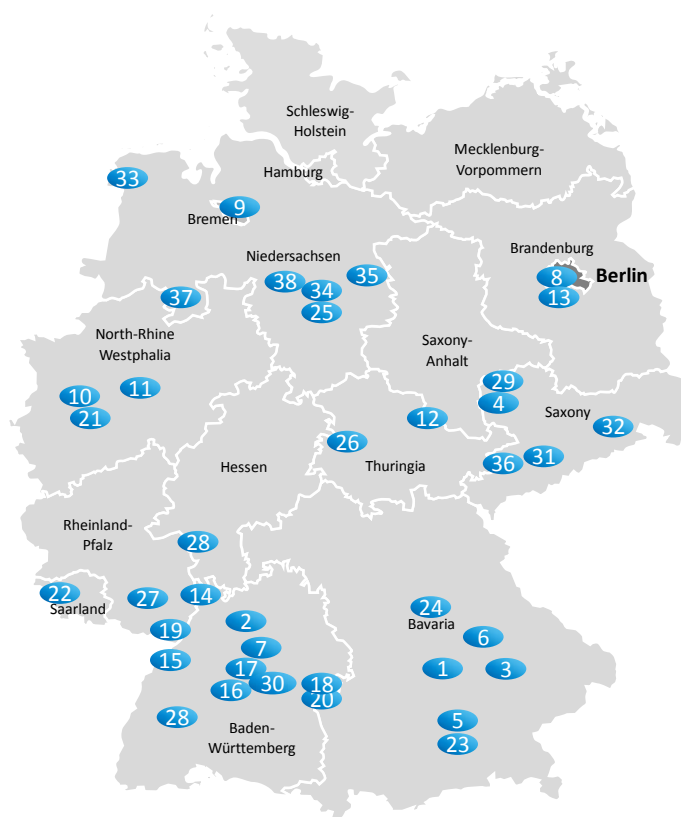 Schleswig-
Holstein
Mecklenburg-
Vorpommern
Hamburg
33
9
Bremen
Brandenburg
Niedersachsen
35
8
Berlin
38
34
37
13
25
North-Rhine
Westphalia
Saxony-
Anhalt
29
11
10
4
21
12
Saxony
32
26
31
36
Hessen
Thuringia
Rheinland-
Pfalz
28
22
27
14
Saarland
24
Bavaria
2
19
6
7
15
17
1
3
16
30
18
20
28
5
Baden-
Württemberg
23